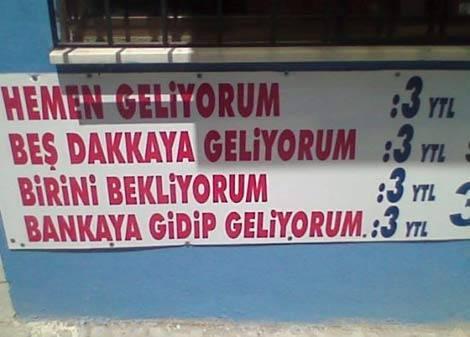 HEMEN GELİYORUM :3 YTL
BEŞ DAKKAYA GELİYORUM :3 YTL
BİRİNİ BEKLİYORUM :3 YTL
BANKAYA GİDİP GELİYORUM.:3 YTL
3